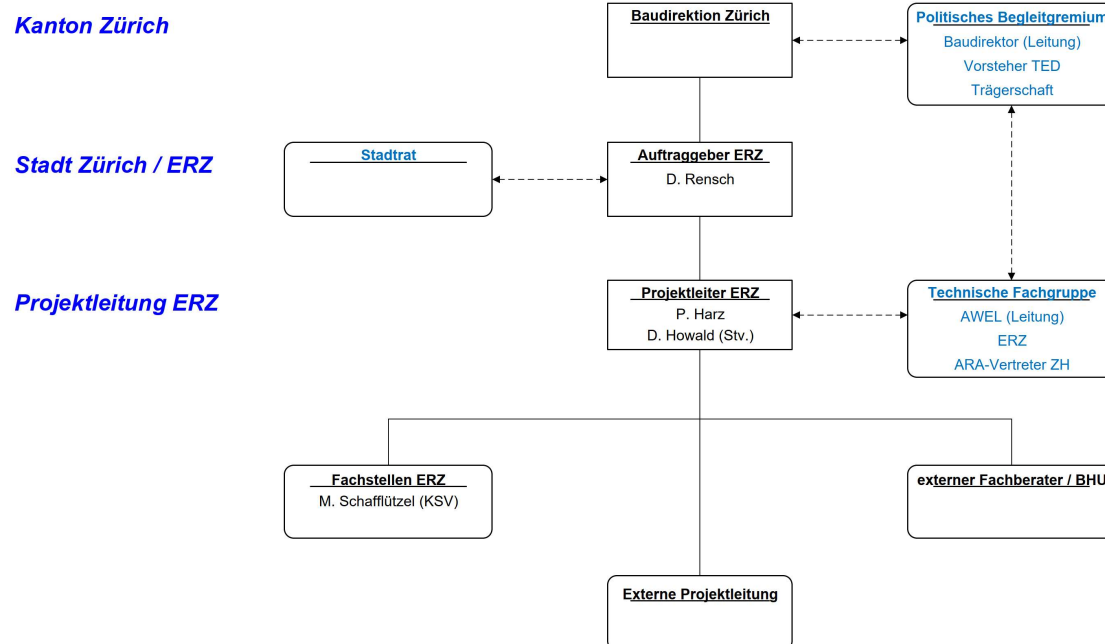 Kanton Zürich
Baudirektion Zürich
Politisches Begleitgremium
Baudirektor (Leitung)
Vorsteher TED
Trägerschaft
Stadt Zürich / ERZ
Stadtrat
Auftraggeber ERZ
D. Rensch
Projektleitung ERZ
Projektleiter ERZ
P. Harz
D. Howald (Stv.)
Technische Fachgruppe
AWEL (Leitung)
ERZ
ARA-Vertreter ZH
Fachstellen ERZ
M. Schafflützel (KSV)
externer Fachberater / BHU
Externe Projektleitung